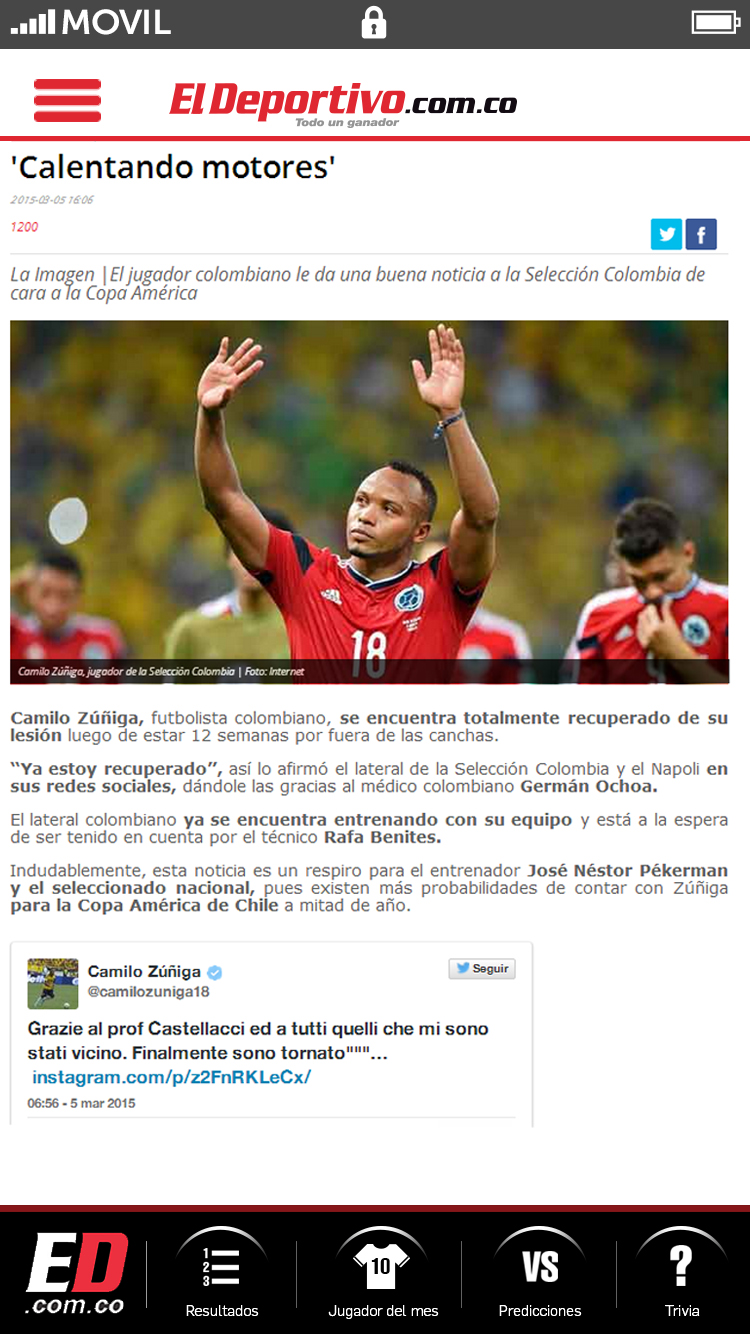 MOVIL
El Deportivo.com.co
Todo un ganador
'Calentando motores'
2015-03-05 16:06
1200
La Imagen | El jugador colombiano le da una buena noticia a la Selección Colombia de
cara a la Copa América
18
Camilo Zúñiga, jugador de la Selección Colombia | Foto: Internet
Camilo Zúñiga, futbolista colombiano, se encuentra totalmente recuperado de su
lesión luego de estar 12 semanas por fuera de las canchas.
“Ya estoy recuperado”, así lo afirmó el lateral de la Selección Colombia y el Napoli en
sus redes sociales, dándole las gracias al médico colombiano Germán Ochoa.
El lateral colombiano ya se encuentra entrenando con su equipo y está a la espera
de ser tenido en cuenta por el técnico Rafa Benites.
Indudablemente, esta noticia es un respiro para el entrenador José Néstor Pékerman
y el seleccionado nacional, pues existen más probabilidades de contar con Zúñiga
para la Copa América de Chile a mitad de año.
Camilo Zúñiga
@camilozuniga18
Seguir
Grazie al prof Castellacci ed a tutti quelli che mi sono
stati vicino. Finalmente sono tornato""""…
instagram.com/p/z2FnRKLeCx/
06:56 - 5 mar 2015
ED
.com.co
1
2
3
Resultados
10
Jugador del mes
VS
Predicciones
?
Trivia